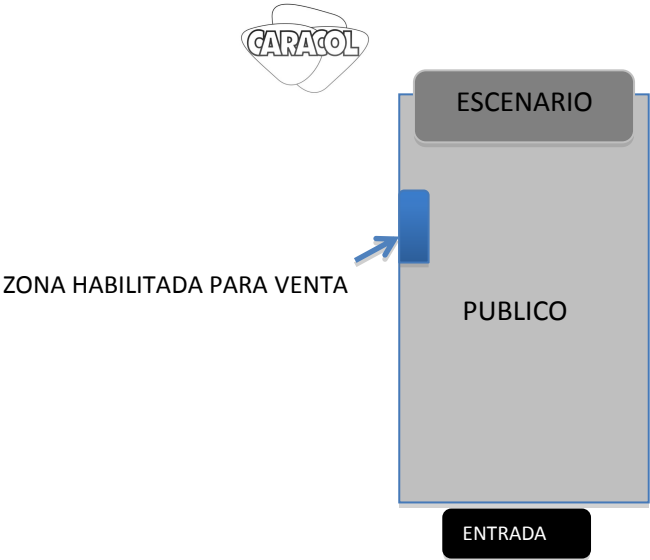 CARACOL
ESCENARIO
ZONA HABILITADA PARA VENTA
PUBLICO
ENTRADA